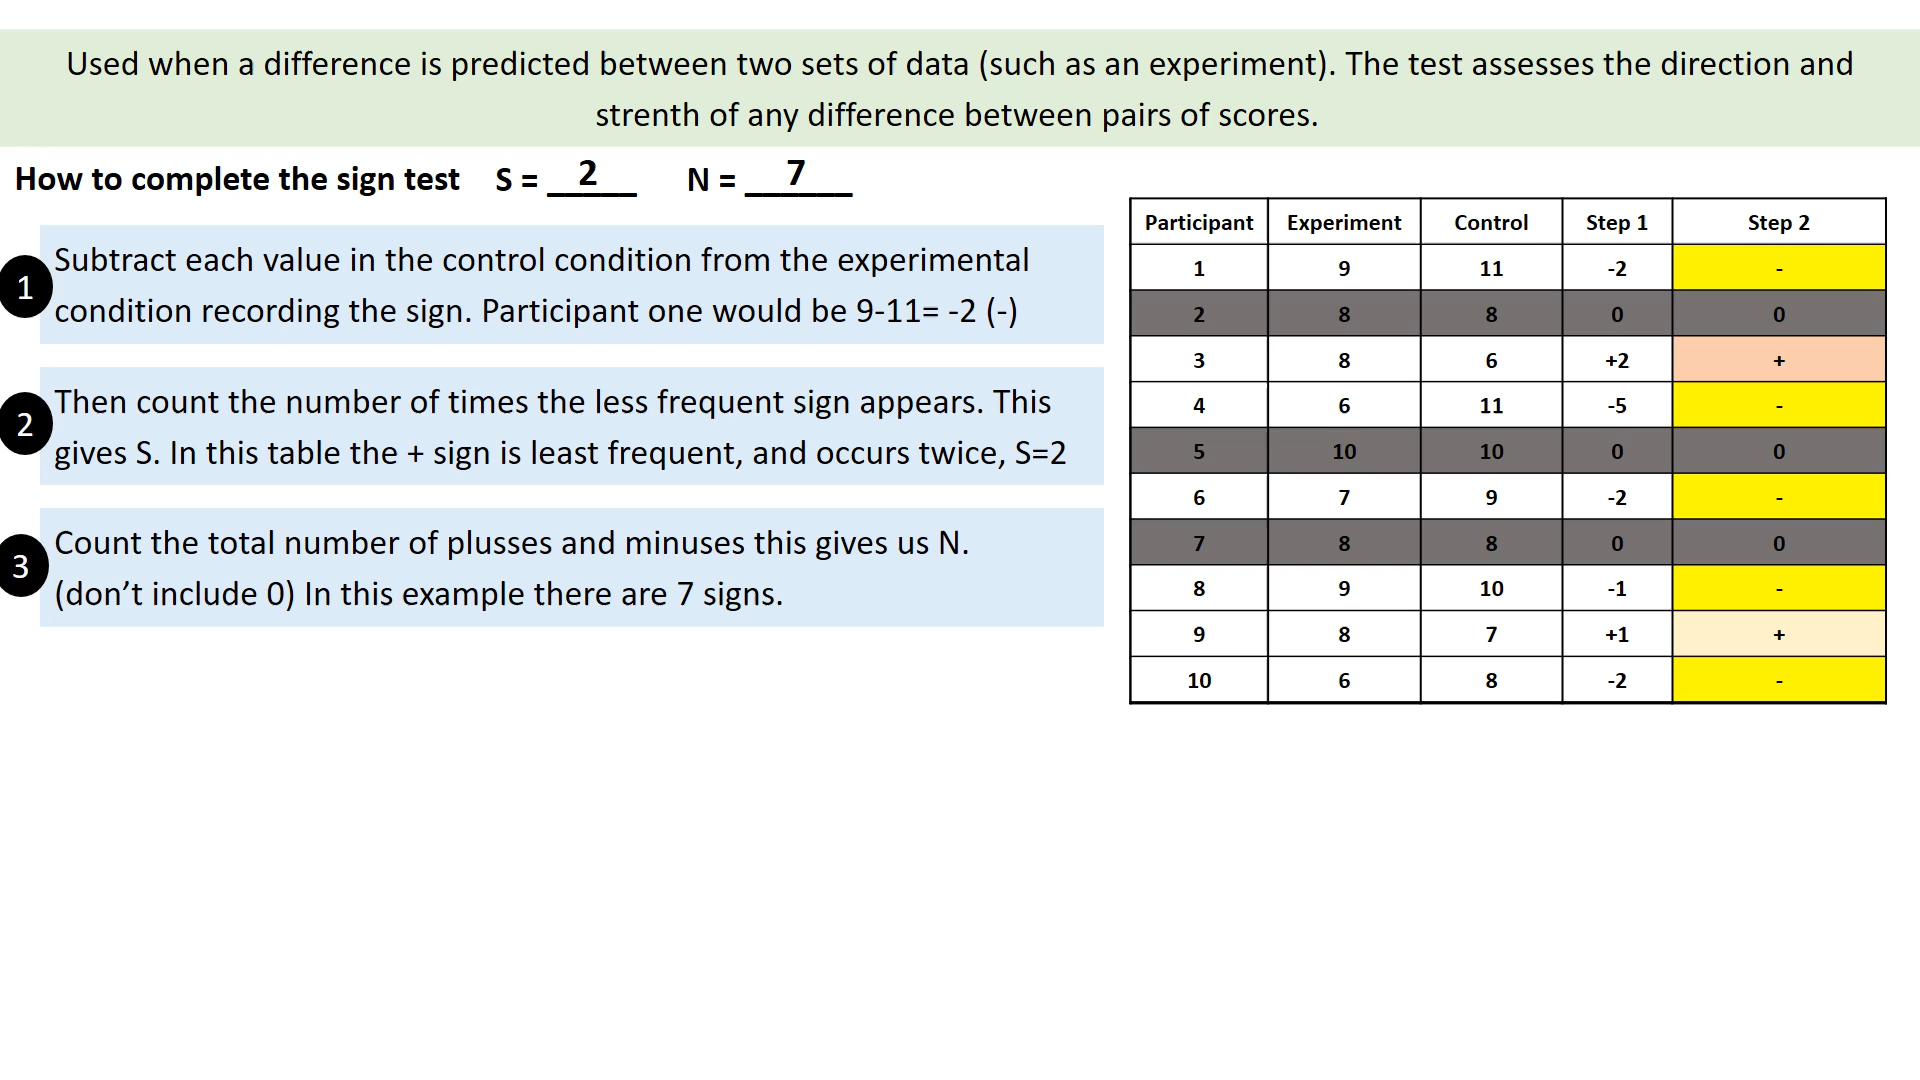 Used when a difference is predicted between two sets of data (such as an experiment). The test assesses the direction and
strenth of any difference between pairs of scores.
How to complete the sign test S = __2__ N = __7__
1
Subtract each value in the control condition from the experimental
condition recording the sign. Participant one would be 9-11= -2 (-)
2
Then count the number of times the less frequent sign appears. This
gives S. In this table the + sign is least frequent, and occurs twice, S=2
3
Count the total number of plusses and minuses this gives us N.
(don’t include 0) In this example there are 7 signs.
Participant Experiment Control Step 1 Step 2
1 9 11 -2 -
2 8 8 0 0
3 8 6 +2 +
4 6 11 -5 -
5 10 10 0 0
6 7 9 -2 -
7 8 8 0 0
8 9 10 -1 -
9 8 7 +1 +
10 6 8 -2 -